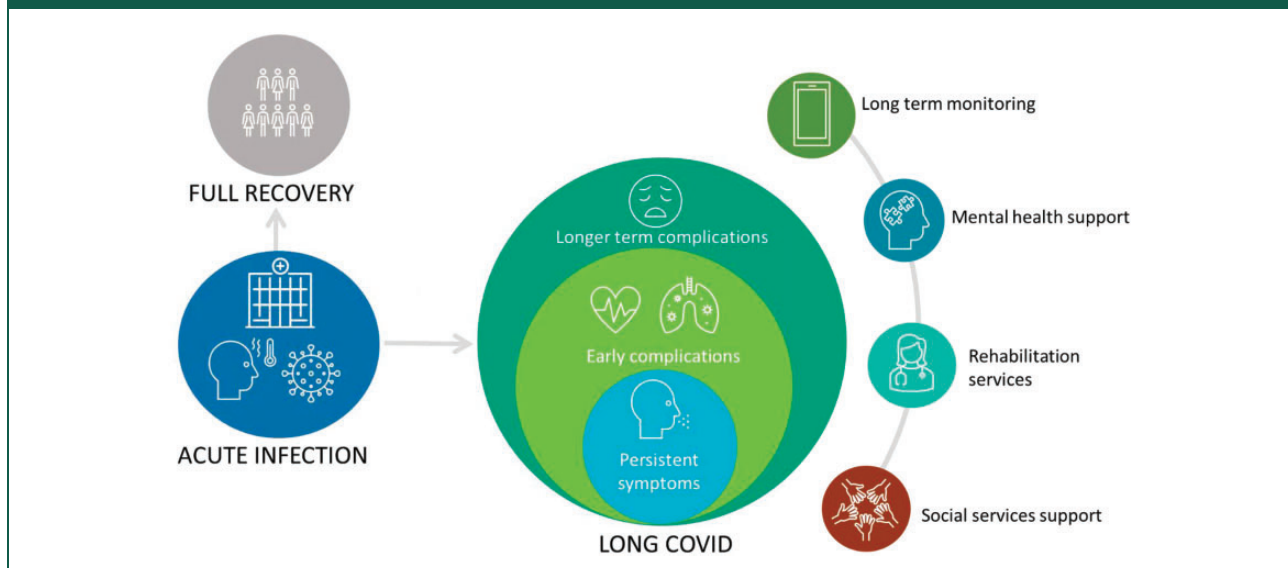 FULL RECOVERY
ACUTE INFECTION
Longer term complications
Early complications
Persistent
symptoms
LONG COVID
Long term monitoring
Mental health support
Rehabilitation
services
Social services support